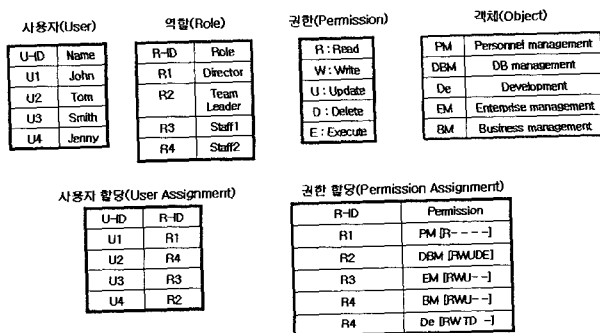 사용자(User)
U-ID Name
U1 John
U2 Tom
U3 Smith
U4 Jenny
역할(Role)
R-ID Role
R1 Director
R2 Team Leader
R3 Staff1
R4 Staff2
권한(Permission)
R : Read
W : Write
U : Update
D : Delete
E : Execute
객체(Object)
PM Personnel management
DBM DB management
De Development
EM Enterprise management
BM Business management
사용자 할당(User Assignment)
U-ID R-ID
U1 R1
U2 R4
U3 R3
U4 R2
권한 할당(Permission Assignment)
R-ID Permission
R1 PM [R- - - -]
R2 DBM [RWUDE]
R3 EM [RWU- -]
R4 BM [RWU- -]
R4 De [RW TD -]